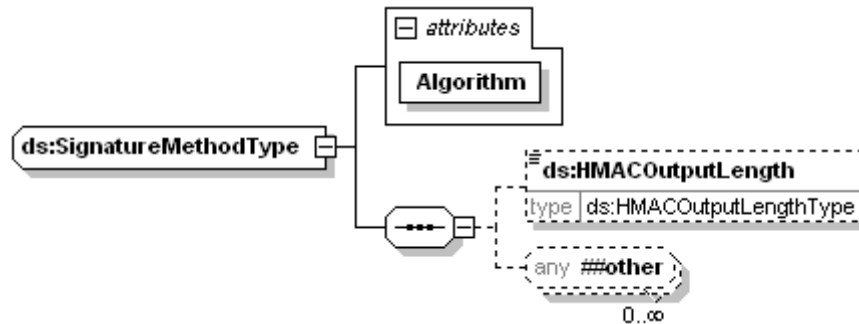 attributes
Algorithm
ds:SignatureMethodType
ds:HMACOutputLength
type ds:HMACOutputLengthType
any ##other
0..∞